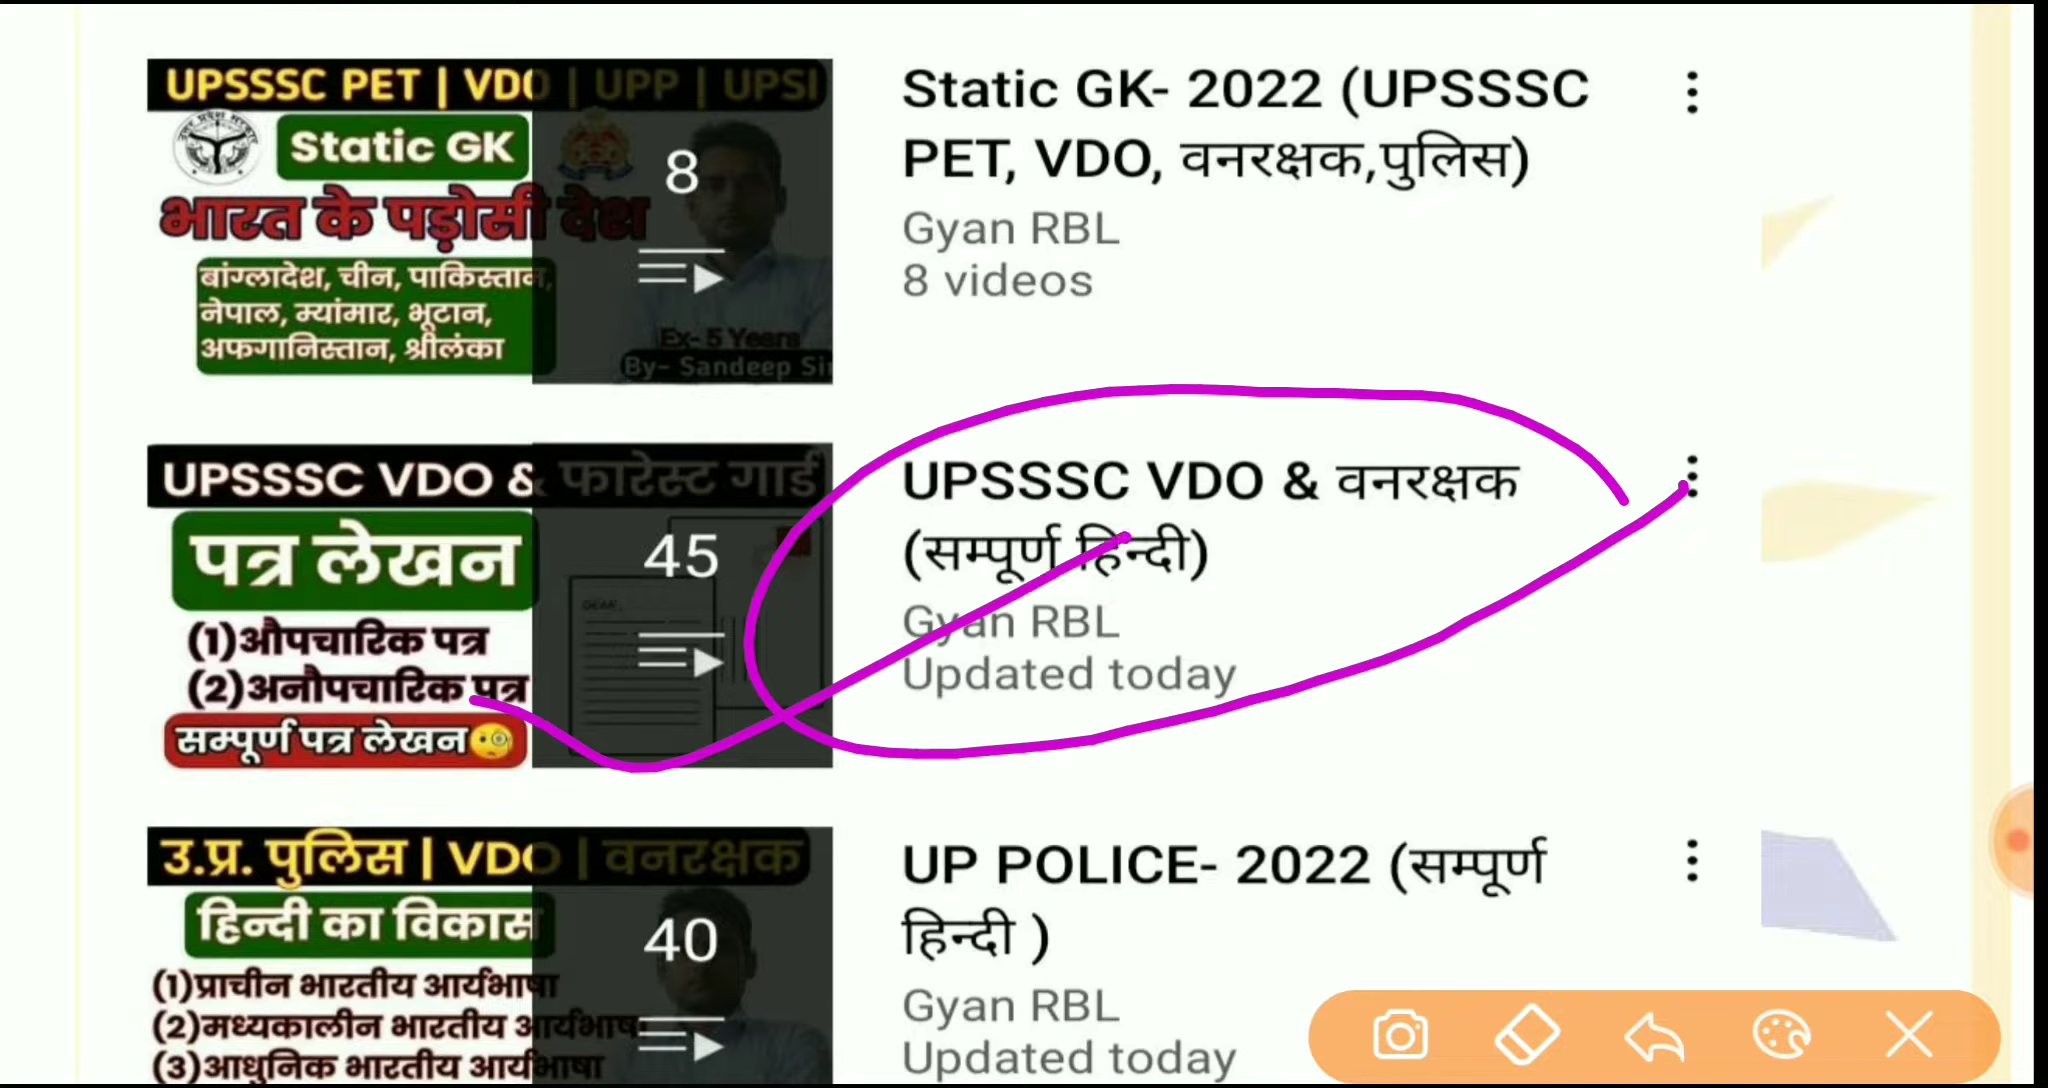 UPSSSC PET | VDO | UPP | UPSI
Static GK
भारत के पड़ोसी देश
बांग्लादेश, चीन, पाकिस्तान,
नेपाल, म्यांमार, भूटान,
अफगानिस्तान, श्रीलंका
8
Ex- 5 Years
By- Sandeep
Static GK- 2022 (UPSSSC
PET, VDO, वनरक्षक,पुलिस)
Gyan RBL
8 videos
UPSSSC VDO & फारेस्ट गार्ड
पत्र लेखन
(1)औपचारिक पत्र
(2)अनौपचारिक पत्र
सम्पूर्ण पत्र लेखन
DEAR,
45
UPSSSC VDO & वनरक्षक
(सम्पूर्ण हिन्दी)
Gyan RBL
Updated today
उ.प्र. पुलिस | VDO | वनरक्षक
हिन्दी का विकास
(1)प्राचीन भारतीय आर्यभाषा
(2)मध्यकालीन भारतीय आर्यभाषा
(3)आधुनिक भारतीय आर्यभाषा
40
UP POLICE- 2022 (सम्पूर्ण
हिन्दी )
Gyan RBL
Updated today